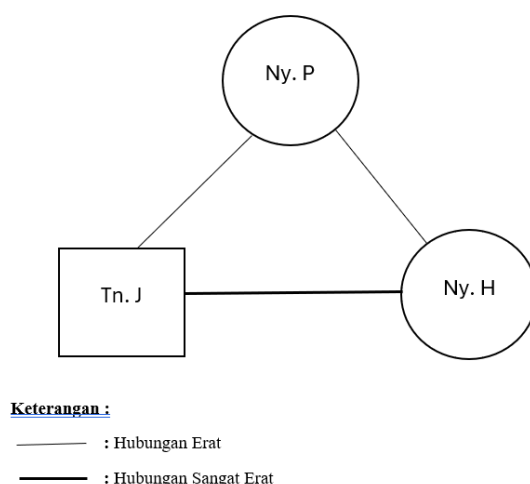 Ny. P
Tn. J
Ny. H
Keterangan :
: Hubungan Erat
: Hubungan Sangat Erat